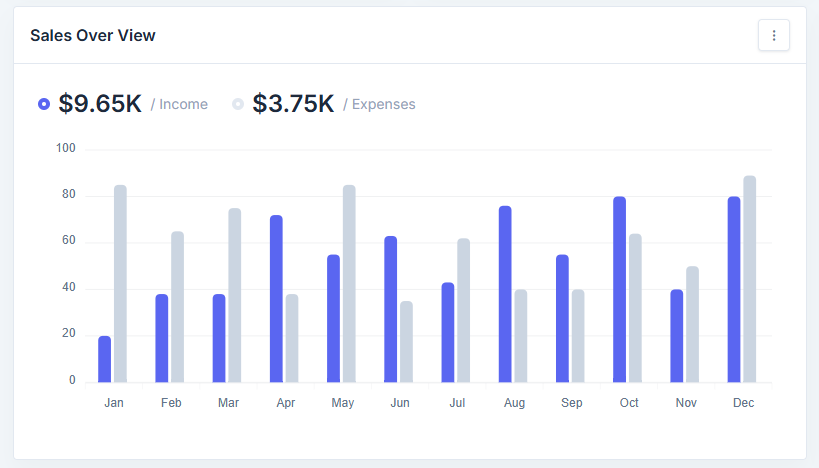 Sales Over View
$9.65K / Income $3.75K / Expenses
100
80
60
40
20
0
Jan Feb Mar Apr May Jun Jul Aug Sep Oct Nov Dec